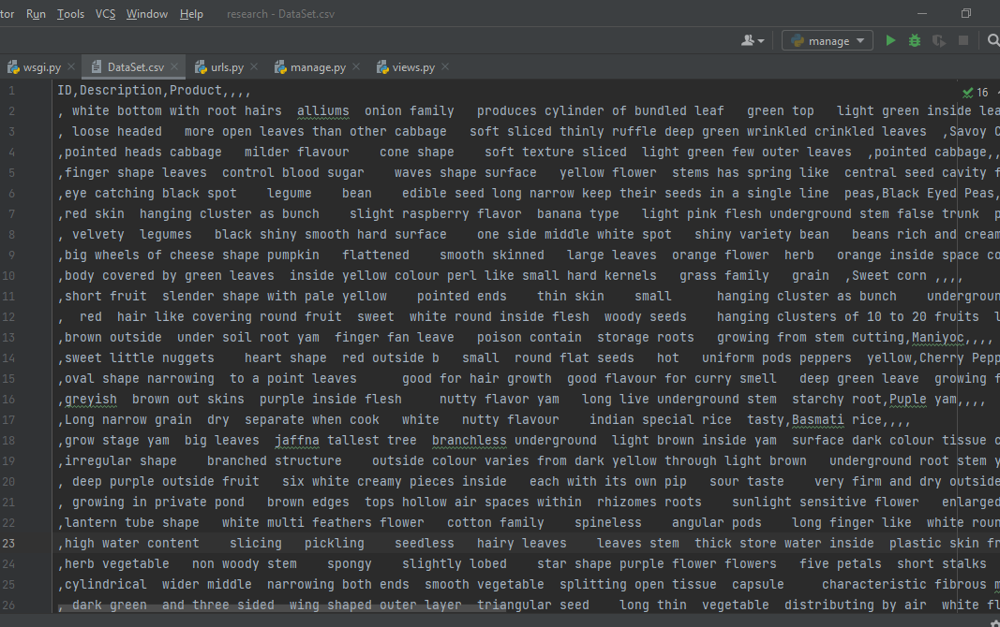 tor Run Tools VCS Window Help research - DataSet.csv
manage
wsgi.py DataSet.csv urls.py manage.py views.py
16
1 ID,Description,Product,,,,
2 , white bottom with root hairs  alliums  onion family   produces cylinder of bundled leaf   green top   light green inside lea
3 , loose headed   more open leaves than other cabbage   soft sliced thinly ruffle deep green wrinkled crinkled leaves  ,Savoy C
4 ,pointed heads cabbage   milder flavour    cone shape    soft texture sliced  light green few outer leaves  ,pointed cabbage,,
5 ,finger shape leaves  control blood sugar    waves shape surface   yellow flower  stems has spring like  central seed cavity f
6 ,eye catching black spot    legume    bean    edible seed long narrow keep their seeds in a single line  peas,Black Eyed Peas,
7 ,red skin  hanging cluster as bunch    slight raspberry flavor  banana type   light pink flesh underground stem false trunk  p
8 , velvety  legumes   black shiny smooth hard surface    one side middle white spot   shiny variety bean   beans rich and cream
9 ,big wheels of cheese shape pumpkin   flattened    smooth skinned   large leaves  orange flower  herb   orange inside space co
10 ,body covered by green leaves  inside yellow colour perl like small hard kernels   grass family   grain  ,Sweet corn ,,,,
11 ,short fruit  slender shape with pale yellow    pointed ends    thin skin    small      hanging cluster as bunch    undergroun
12 ,  red  hair like covering round fruit  sweet  white round inside flesh  woody seeds    hanging clusters of 10 to 20 fruits  l
13 ,brown outside  under soil root yam  finger fan leave   poison contain  storage roots   growing from stem cutting,Maniyoc,,,,
14 ,sweet little nuggets    heart shape  red outside b   small  round flat seeds   hot   uniform pods peppers  yellow,Cherry Pepp
15 ,oval shape narrowing  to a point leaves      good for hair growth  good flavour for curry smell   deep green leave  growing f
16 ,greyish  brown out skins  purple inside flesh     nutty flavor yam   long live underground stem  starchy root,Puple yam,,,,
17 ,Long narrow grain  dry  separate when cook   white   nutty flavour    indian special rice  tasty,Basmati rice,,,,
18 ,grow stage yam  big leaves  jaffna tallest tree  branchless underground  light brown inside yam  surface dark colour tissue c
19 ,irregular shape    branched structure    outside colour varies from dark yellow through light brown   underground root stem y
20 , deep purple outside fruit   six white creamy pieces inside   each with its own pip   sour taste    very firm and dry outside
21 , growing in private pond   brown edges  tops hollow air spaces within  rhizomes roots    sunlight sensitive flower   enlarged
22 ,lantern tube shape   white multi feathers flower   cotton family    spineless    angular pods    long finger like  white roun
23 ,high water content    slicing   pickling    seedless   hairy leaves    leaves stem  thick store water inside  plastic skin fr
24 ,herb vegetable   non woody stem    spongy    slightly lobed    star shape purple flower flowers   five petals  short stalks
25 ,cylindrical  wider middle  narrowing both ends  smooth vegetable  splitting open tissue  capsule     characteristic fibrous m
26 , dark green  and three sided  wing shaped outer layer  triangular seed    long thin  vegetable  distributing by air  white fl